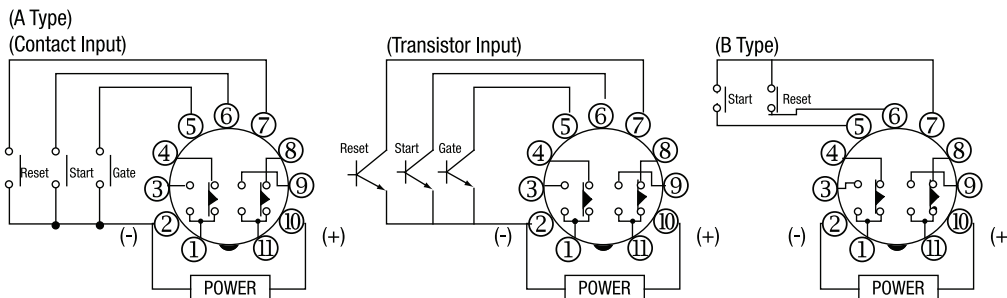 (A Type)
(Contact Input)
(Transistor Input)
(B Type)
Reset
Start
Gate
5
6
7
4
8
3
9
2
10
1
11
(-)
(+)
POWER
Reset
Start
Gate
5
6
7
4
8
3
9
2
10
1
11
(+)
POWER
Start
Reset
5
6
7
4
8
3
9
2
10
1
11
(-)
(+
POWER